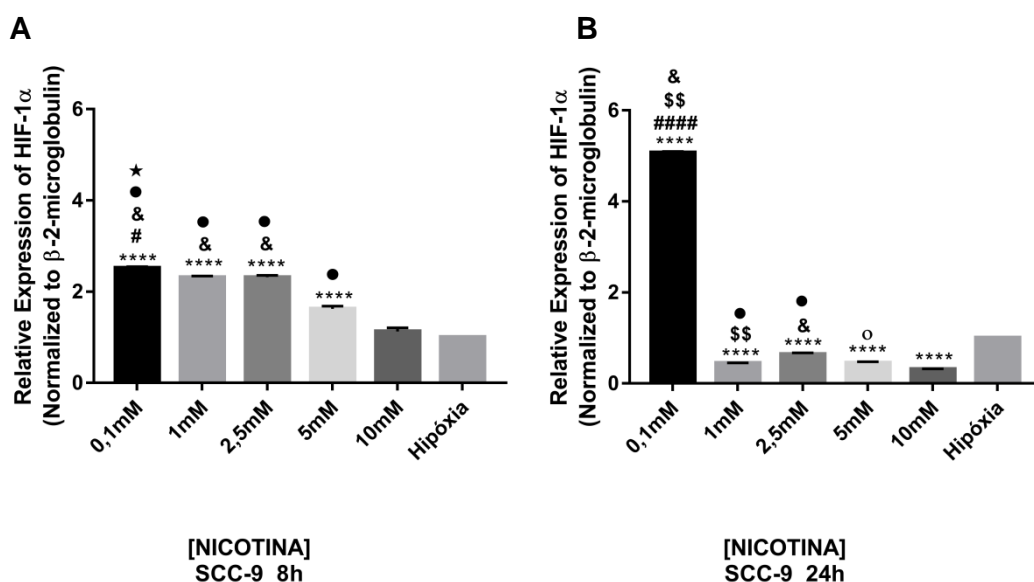 A
Relative Expression of HIF-1α
(Normalized to β-2-microglobulin)
6
4
2
0
★
●
&
#
****
●
&
****
●
&
****
●
****
0,1mM
1mM
2,5mM
5mM
10mM
Hipóxia
[NICOTINA]
SCC-9 8h
B
Relative Expression of HIF-1α
(Normalized to β-2-microglobulin)
6
4
2
0
&
$$
####
****
●
$$
****
●
&
****
o
****
****
0,1mM
1mM
2,5mM
5mM
10mM
Hipóxia
[NICOTINA]
SCC-9 24h